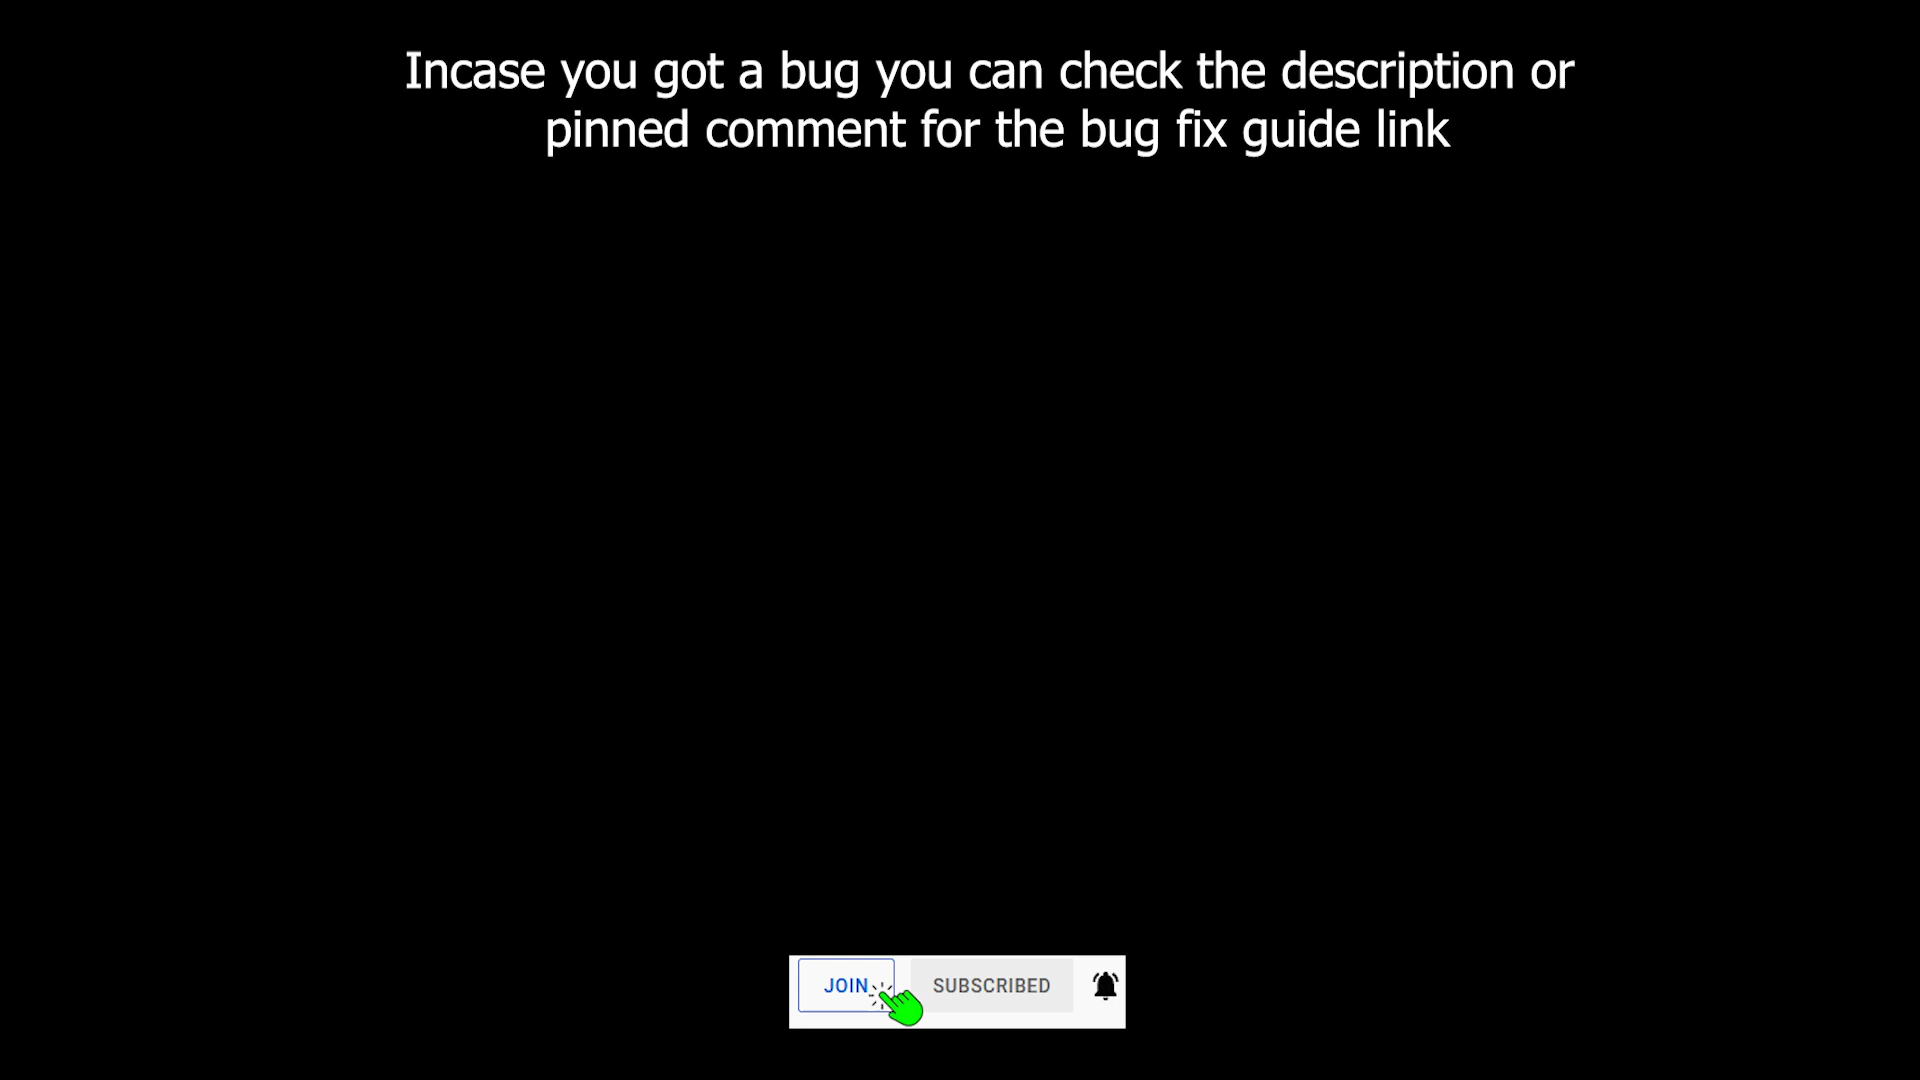 Incase you got a bug you can check the description or
pinned comment for the bug fix guide link
JOIN SUBSCRIBED